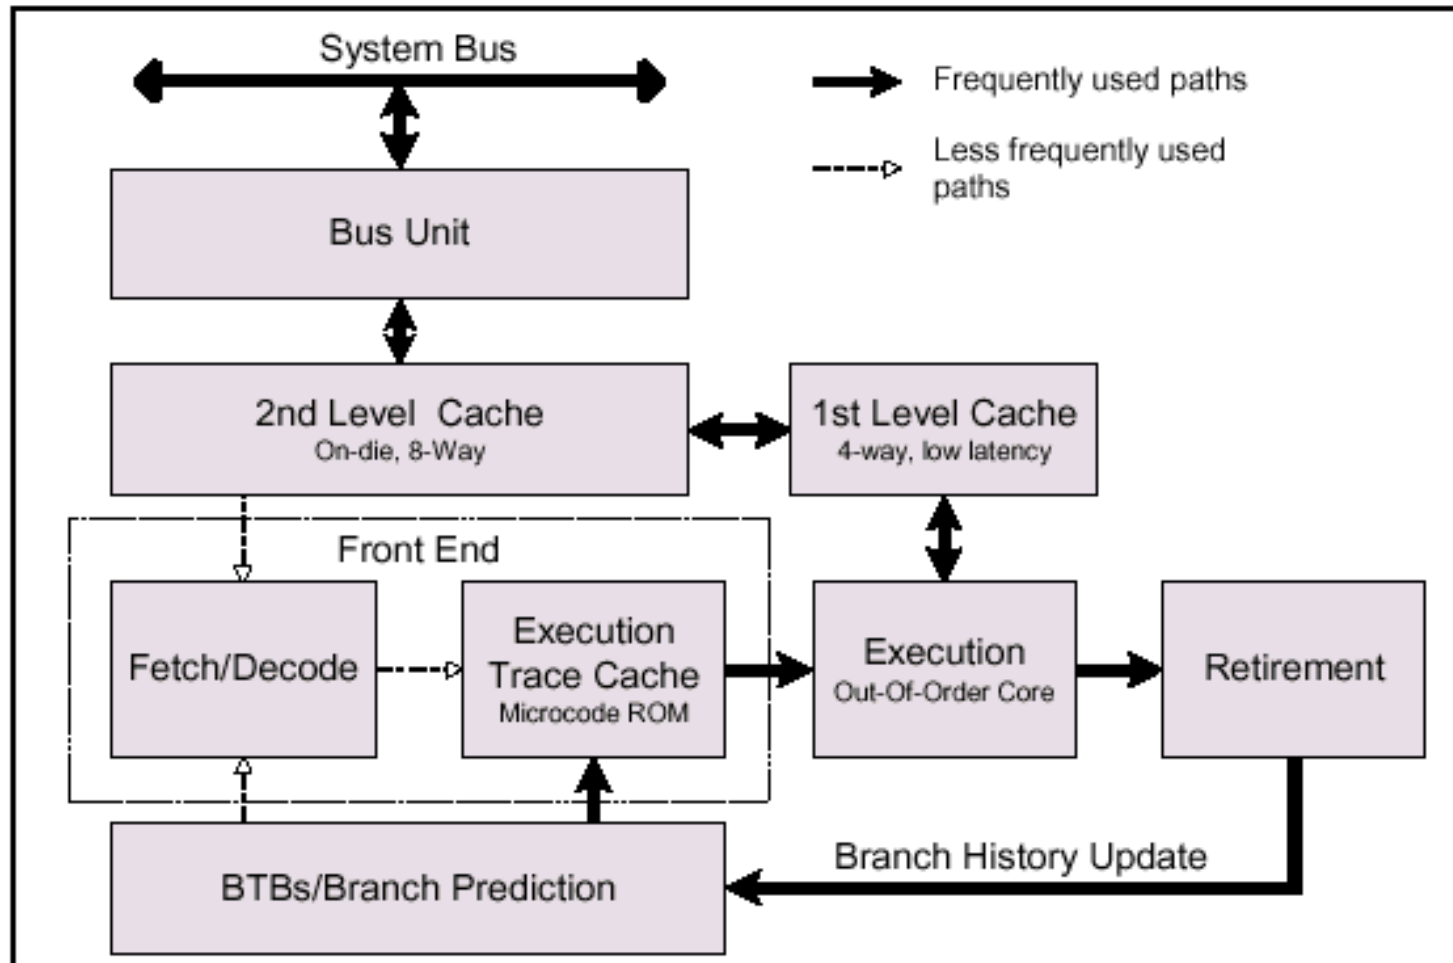 System Bus
Frequently used paths
Less frequently used
paths
Bus Unit
2nd Level Cache
On-die, 8-Way
1st Level Cache
4-way, low latency
Front End
Fetch/Decode
Execution
Trace Cache
Microcode ROM
Execution
Out-Of-Order Core
Retirement
Branch History Update
BTBs/Branch Prediction